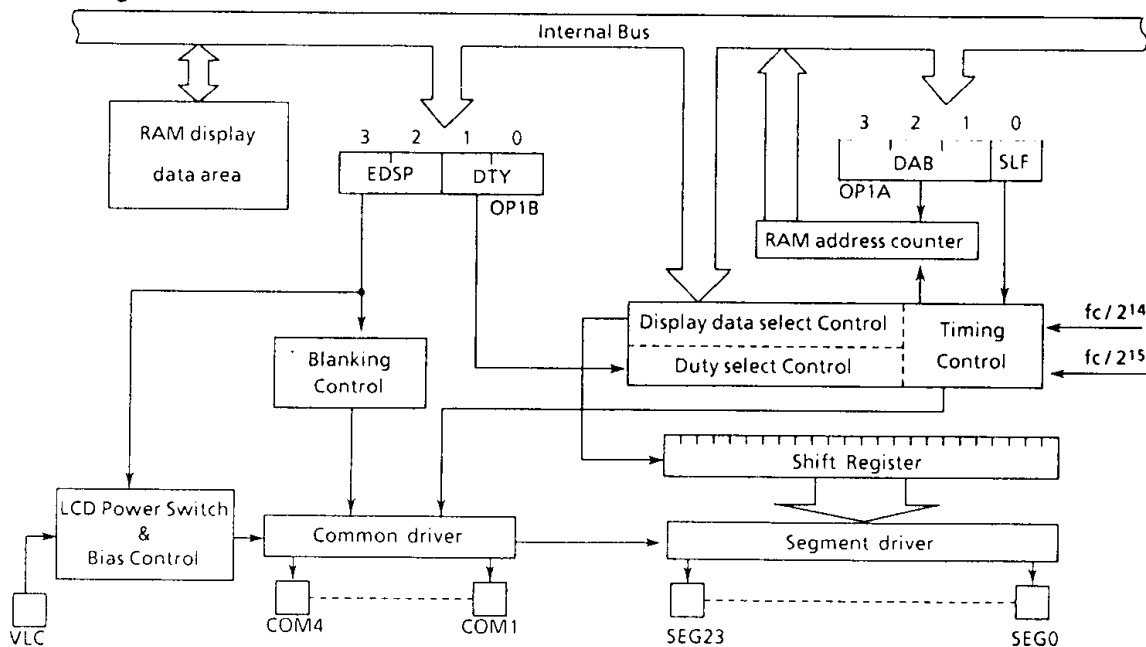 Internal Bus
RAM display
data area
3 2 1 0
EDSP DTY
OP1B
3 2 1 0
DAB SLF
OP1A
RAM address counter
Display data select Control
Duty select Control
Timing
Control
fc/2¹⁴
fc/2¹⁵
Blanking
Control
Shift Register
LCD Power Switch
&
Bias Control
Common driver
Segment driver
VLC
COM4
COM1
SEG23
SEG0